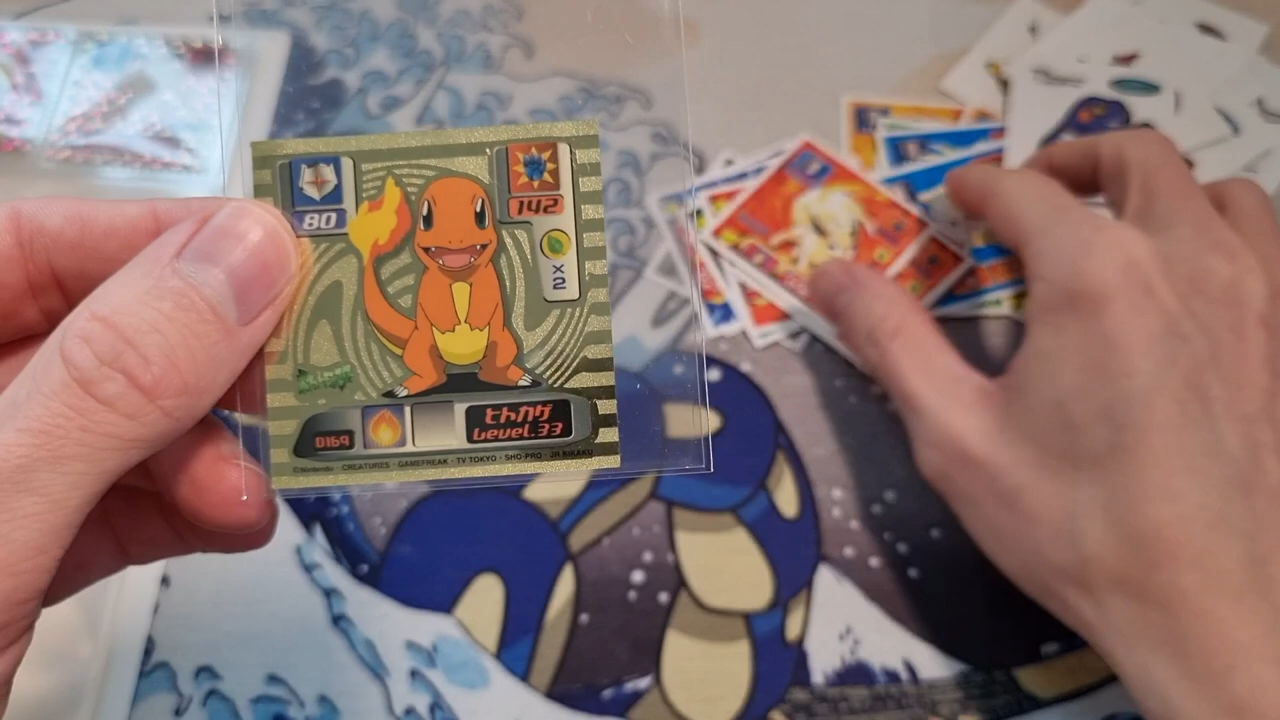 80
142
x
2
0169
ヒトカゲ
Level.33
©Nintendo · CREATURES · GAMEFREAK · TV TOKYO · SHO-PRO · JR KIKAKU